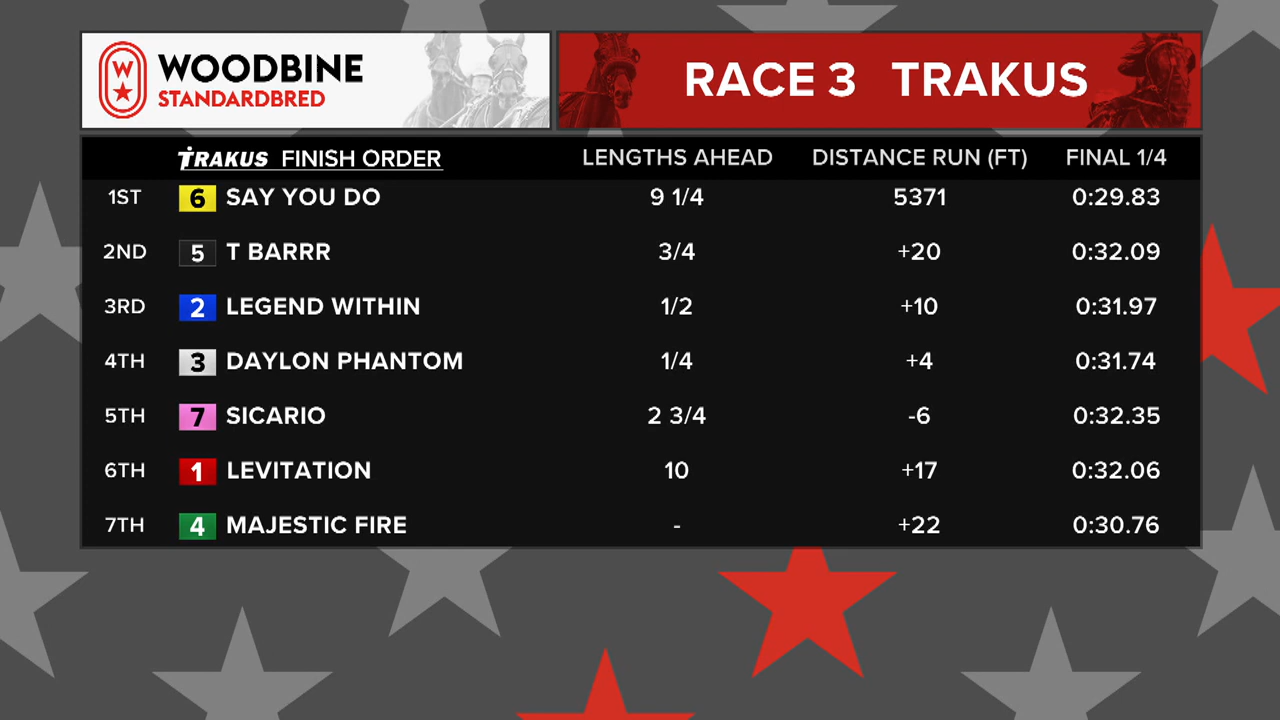 W
WOODBINE
STANDARDBRED
RACE 3 TRAKUS
TRAKUS FINISH ORDER LENGTHS AHEAD DISTANCE RUN (FT) FINAL 1/4
1ST 6 SAY YOU DO 9 1/4 5371 0:29.83
2ND 5 T BARRR 3/4 +20 0:32.09
3RD 2 LEGEND WITHIN 1/2 +10 0:31.97
4TH 3 DAYLON PHANTOM 1/4 +4 0:31.74
5TH 7 SICARIO 2 3/4 -6 0:32.35
6TH 1 LEVITATION 10 +17 0:32.06
7TH 4 MAJESTIC FIRE - +22 0:30.76